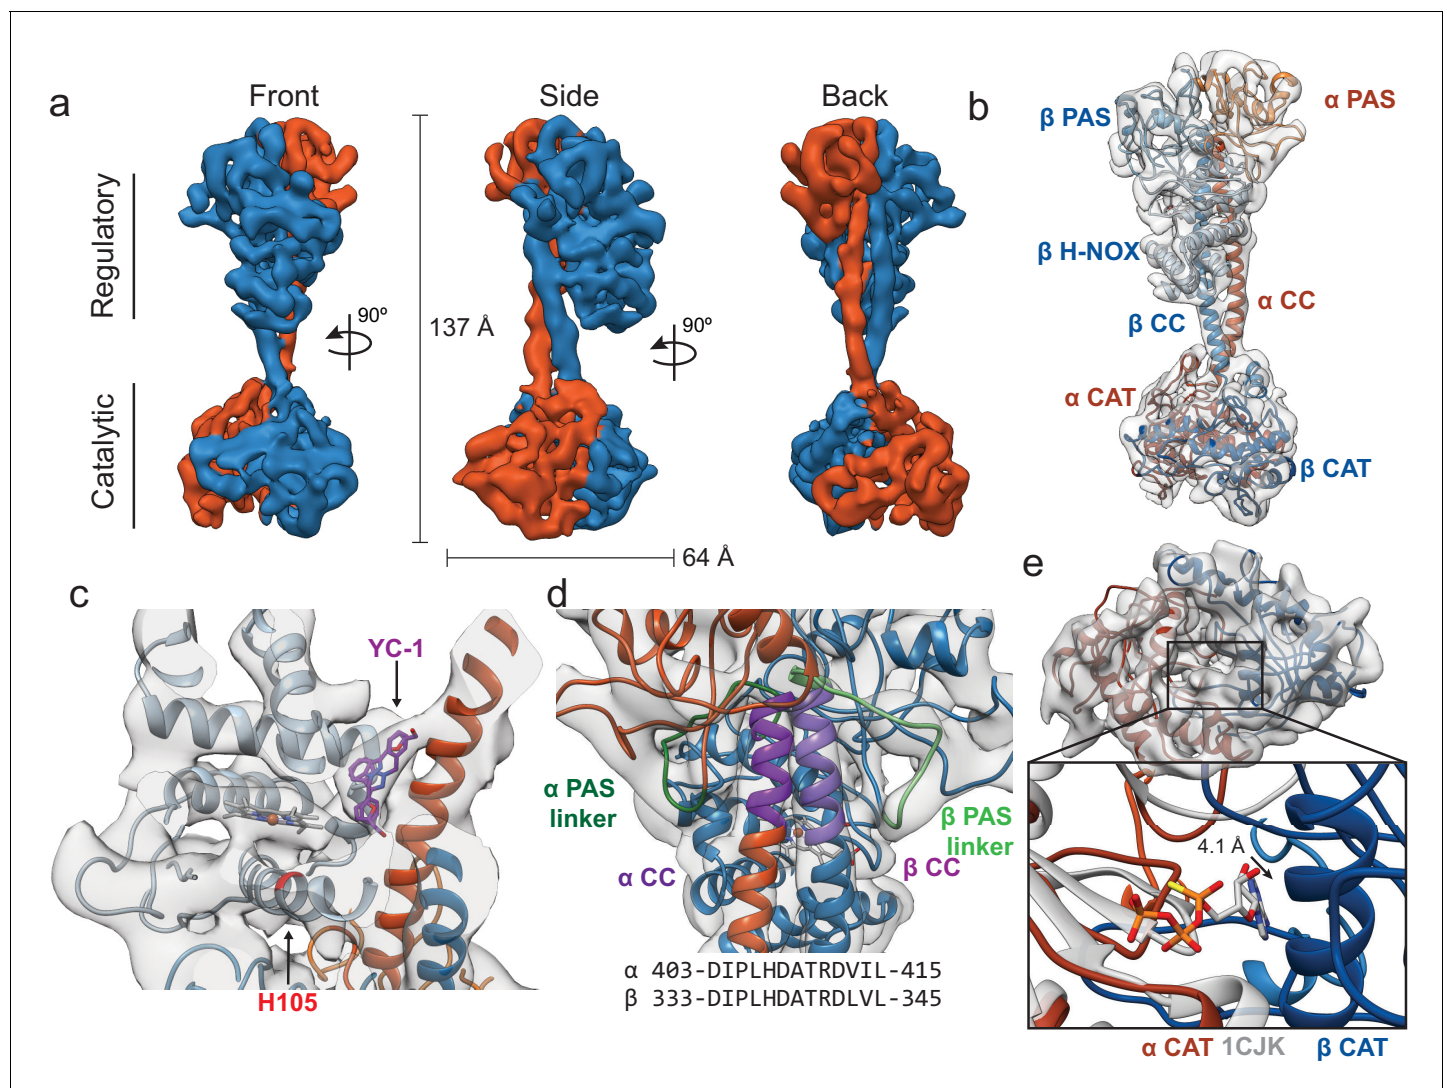 a
Front
Side
Back
Regulatory
Catalytic
90º
137 Å
90º
64 Å
b
β PAS
α PAS
β H-NOX
α CC
β CC
α CAT
β CAT
c
YC-1
H105
d
α PAS
linker
β PAS
linker
α CC
β CC
α 403-DIPLHDATRDVIL-415
β 333-DIPLHDATRDLVL-345
e
4.1 Å
α CAT 1CJK β CAT